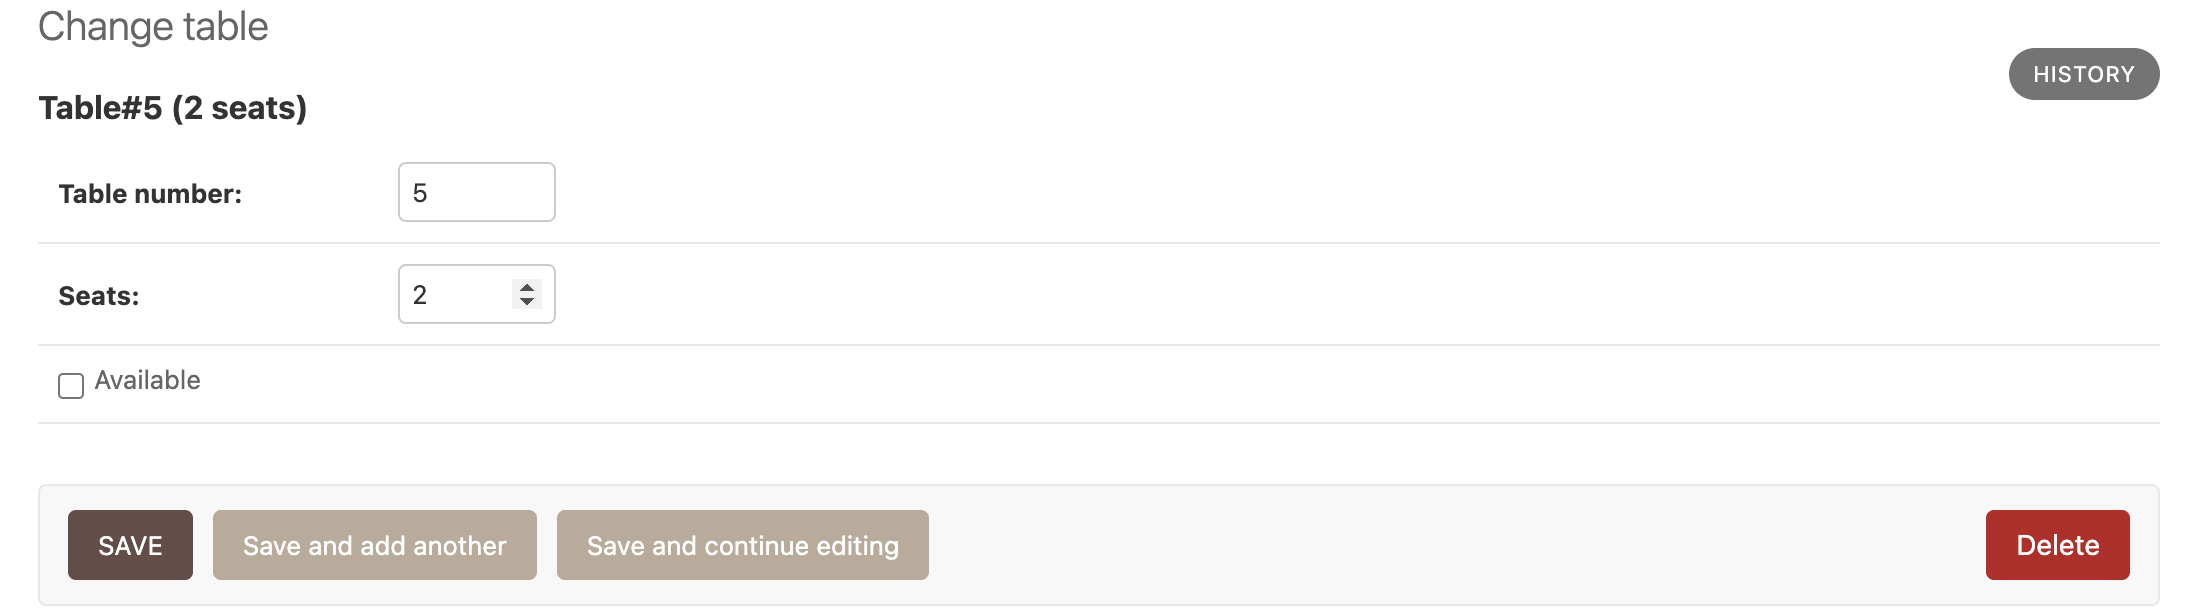 Change table
HISTORY
Table#5 (2 seats)
Table number: 5
Seats: 2
Available
SAVE Save and add another Save and continue editing Delete